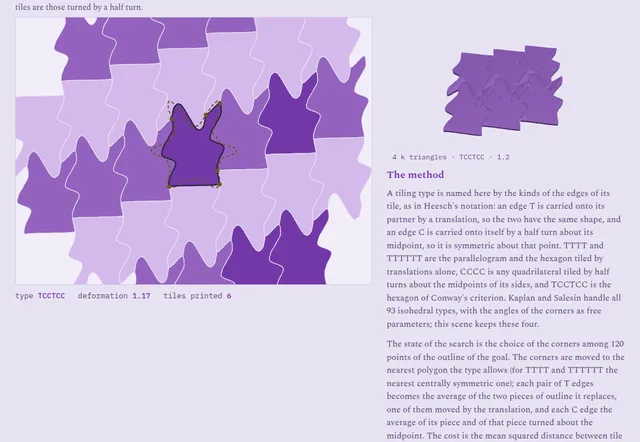 tiles are those turned by a half turn.
type TCCTCC deformation 1.17 tiles printed 6
4 k triangles · TCCTCC · 1.2
The method
A tiling type is named here by the kinds of the edges of its
tile, as in Heesch's notation: an edge T is carried onto its
partner by a translation, so the two have the same shape, and
an edge C is carried onto itself by a half turn about its
midpoint, so it is symmetric about that point. TTTT and
TTTTTT are the parallelogram and the hexagon tiled by
translations alone, CCCC is any quadrilateral tiled by half
turns about the midpoints of its sides, and TCCTCC is the
hexagon of Conway's criterion. Kaplan and Salesin handle all
93 isohedral types, with the angles of the corners as free
parameters; this scene keeps these four.
The state of the search is the choice of the corners among 120
points of the outline of the goal. The corners are moved to the
nearest polygon the type allows (for TTTT and TTTTTT the
nearest centrally symmetric one); each pair of T edges
becomes the average of the two pieces of outline it replaces,
one of them moved by the translation, and each C edge the
average of its piece and of that piece turned about the
midpoint. The cost is the mean squared distance between tile